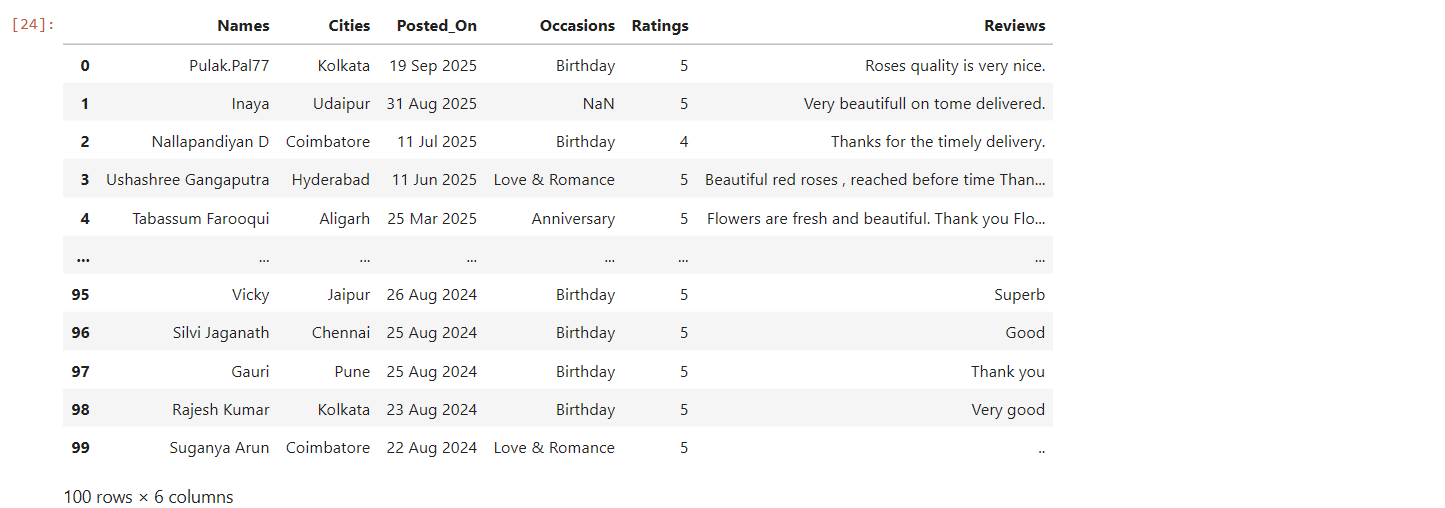 [24]: Names Cities Posted_On Occasions Ratings Reviews
0 Pulak.Pal77 Kolkata 19 Sep 2025 Birthday 5 Roses quality is very nice.
1 Inaya Udaipur 31 Aug 2025 NaN 5 Very beautifull on tome delivered.
2 Nallapandiyan D Coimbatore 11 Jul 2025 Birthday 4 Thanks for the timely delivery.
3 Ushashree Gangaputra Hyderabad 11 Jun 2025 Love & Romance 5 Beautiful red roses , reached before time Than...
4 Tabassum Farooqui Aligarh 25 Mar 2025 Anniversary 5 Flowers are fresh and beautiful. Thank you Flo...
... ... ... ... ... ... ...
95 Vicky Jaipur 26 Aug 2024 Birthday 5 Superb
96 Silvi Jaganath Chennai 25 Aug 2024 Birthday 5 Good
97 Gauri Pune 25 Aug 2024 Birthday 5 Thank you
98 Rajesh Kumar Kolkata 23 Aug 2024 Birthday 5 Very good
99 Suganya Arun Coimbatore 22 Aug 2024 Love & Romance 5 ..
100 rows × 6 columns